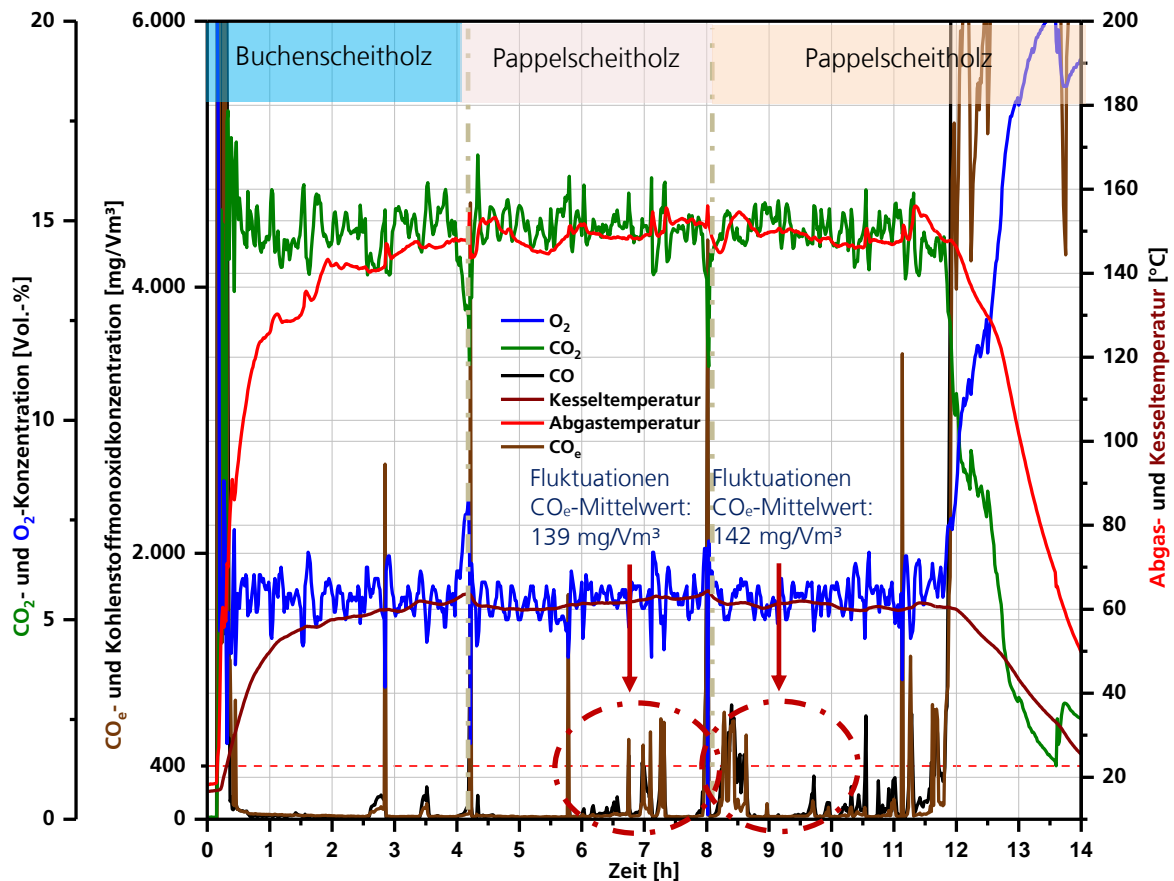 20
15
10
5
0
CO2- und O2-Konzentration [Vol.-%]
6.000
4.000
2.000
400
0
COe- und Kohlenstoffmonoxidkonzentration [mg/Vm³]
Buchenscheitholz
Pappelscheitholz
Pappelscheitholz
O2
CO2
CO
Kesseltemperatur
Abgastemperatur
COe
Fluktuationen
COe-Mittelwert:
139 mg/Vm³
Fluktuationen
COe-Mittelwert:
142 mg/Vm³
200
180
160
140
120
100
80
60
40
20
Abgas- und Kesseltemperatur [°C]
0 1 2 3 4 5 6 7 8 9 10 11 12 13 14
Zeit [h]